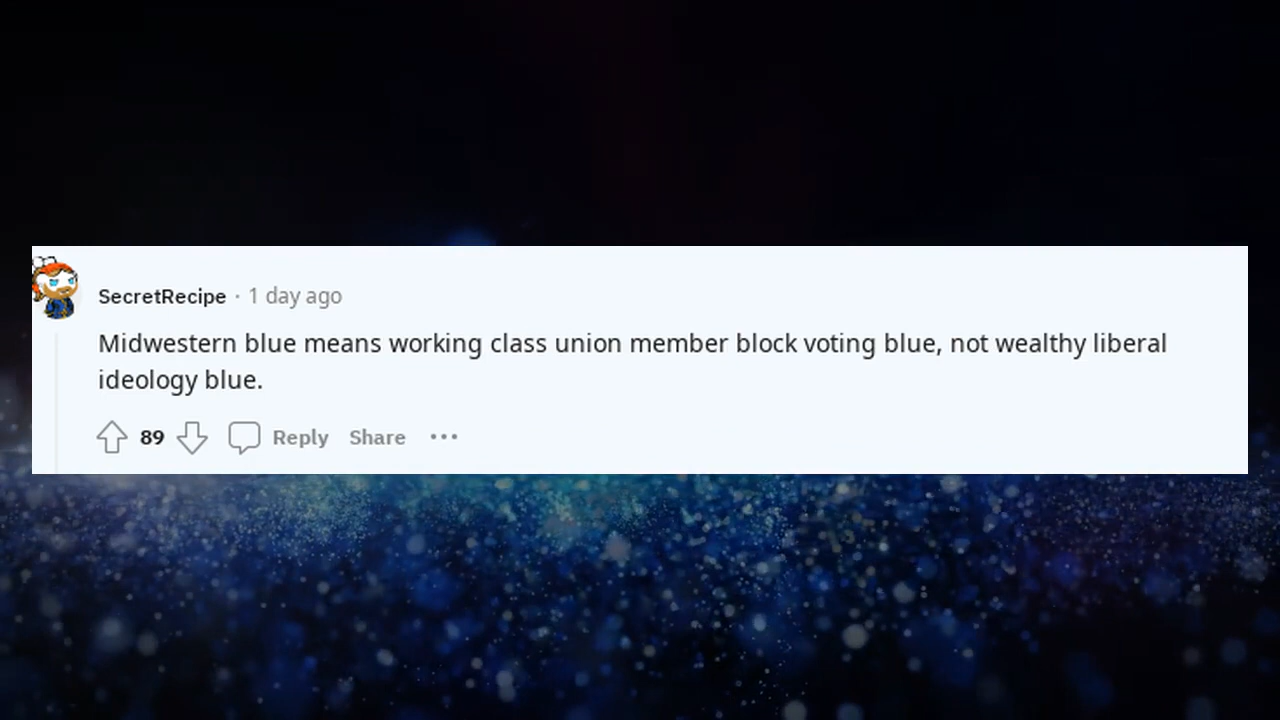 SecretRecipe · 1 day ago
Midwestern blue means working class union member block voting blue, not wealthy liberal
ideology blue.
89 Reply Share ···